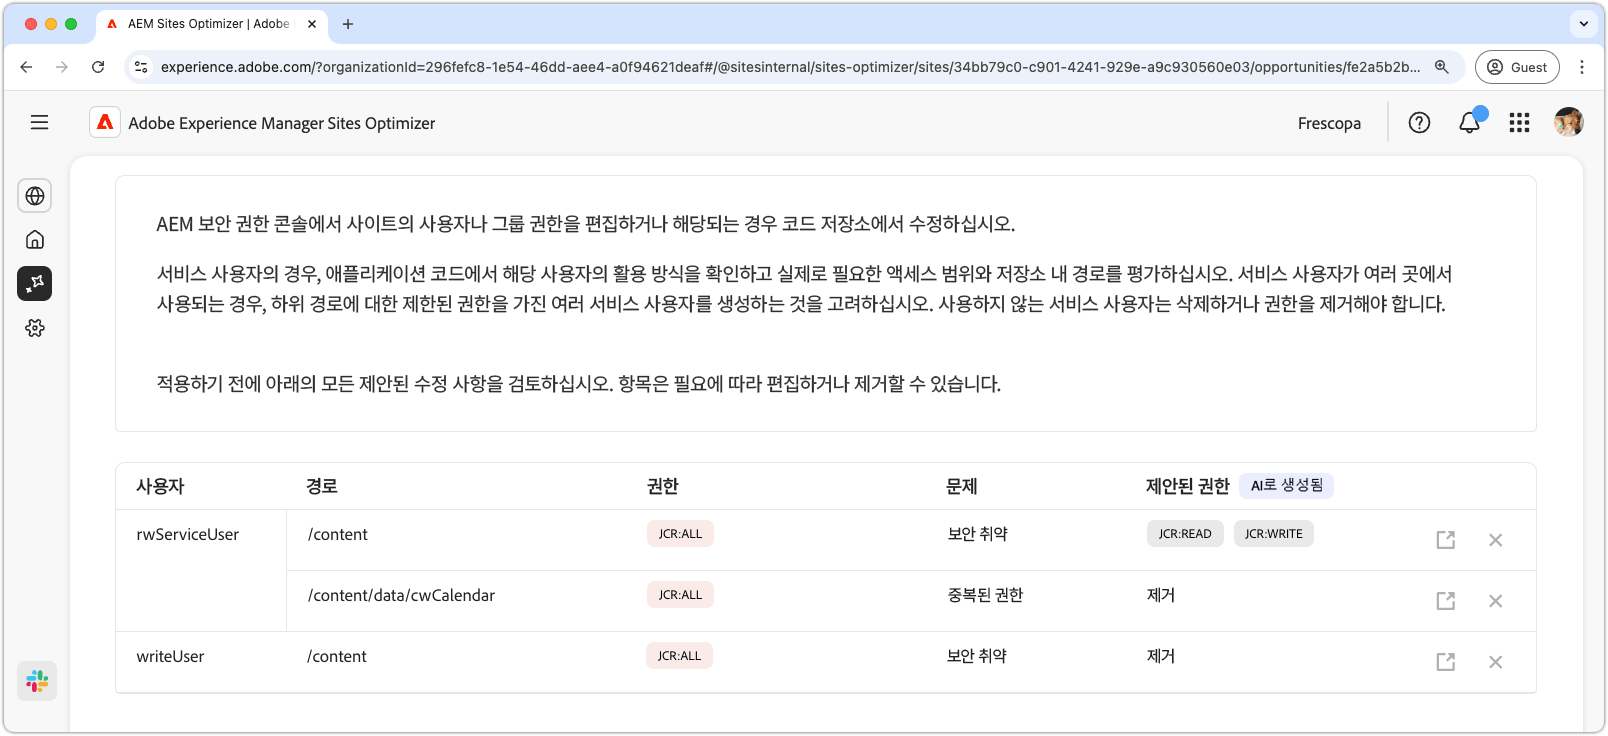 AEM Sites Optimizer | Adobe
experience.adobe.com/?organizationId=296fefc8-1e54-46dd-aee4-a0f94621deaf#/@sitesinternal/sites-optimizer/sites/34bb79c0-c901-4241-929e-a9c930560e03/opportunities/fe2a5b2b...
Guest
Adobe Experience Manager Sites Optimizer
Frescopa
AEM 보안 권한 콘솔에서 사이트의 사용자나 그룹 권한을 편집하거나 해당되는 경우 코드 저장소에서 수정하십시오.
서비스 사용자의 경우, 애플리케이션 코드에서 해당 사용자의 활용 방식을 확인하고 실제로 필요한 액세스 범위와 저장소 내 경로를 평가하십시오. 서비스 사용자가 여러 곳에서
사용되는 경우, 하위 경로에 대한 제한된 권한을 가진 여러 서비스 사용자를 생성하는 것을 고려하십시오. 사용하지 않는 서비스 사용자는 삭제하거나 권한을 제거해야 합니다.
적용하기 전에 아래의 모든 제안된 수정 사항을 검토하십시오. 항목은 필요에 따라 편집하거나 제거할 수 있습니다.
사용자 경로 권한 문제 제안된 권한 AI로 생성됨
rwServiceUser /content JCR:ALL 보안 취약 JCR:READ JCR:WRITE
/content/data/cwCalendar JCR:ALL 중복된 권한 제거
writeUser /content JCR:ALL 보안 취약 제거